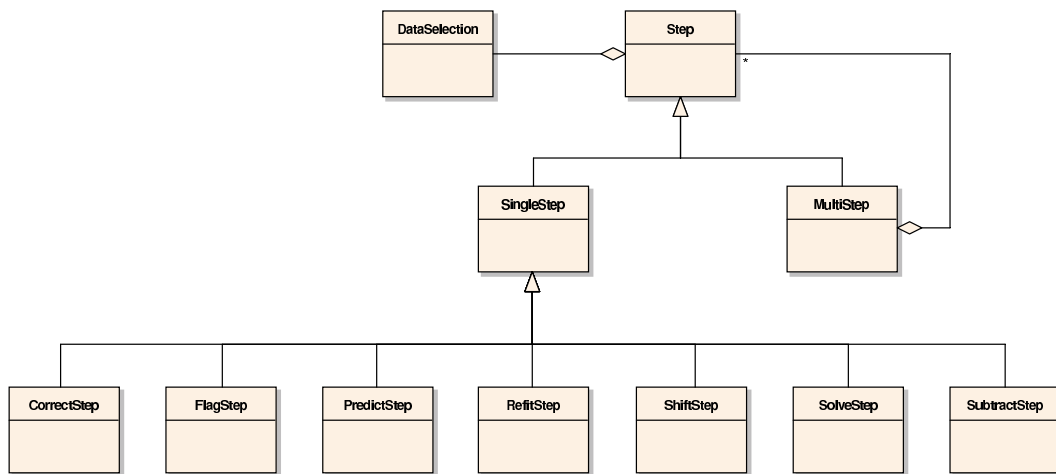 DataSelection
Step
*
SingleStep
MultiStep
CorrectStep
FlagStep
PredictStep
RefitStep
ShiftStep
SolveStep
SubtractStep